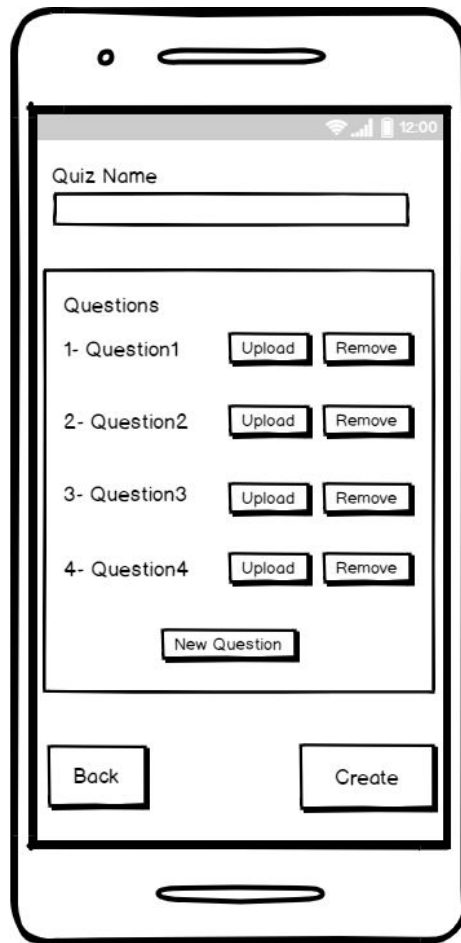 12:00
Quiz Name
Questions
1- Question1 Upload Remove
2- Question2 Upload Remove
3- Question3 Upload Remove
4- Question4 Upload Remove
New Question
Back Create